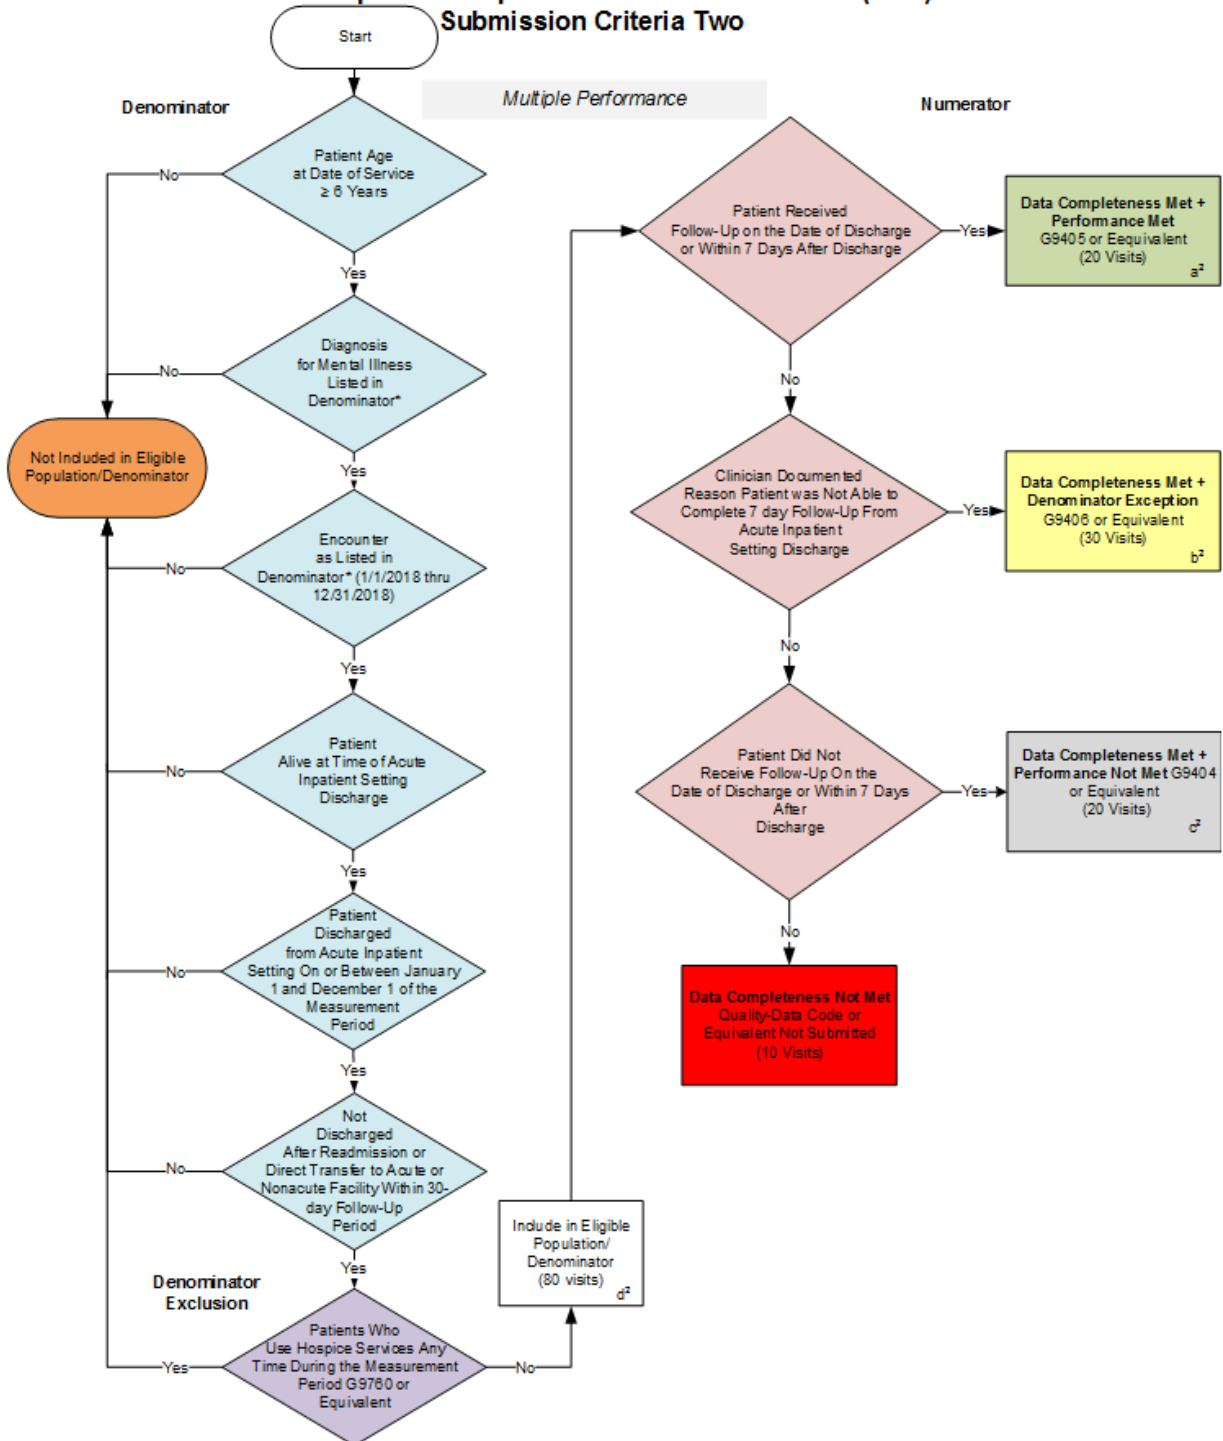 Submission Criteria Two
Start
Denominator
Multiple Performance
Numerator
Patient Age
at Date of Service
≥ 6 Years
No
Yes
Diagnosis
for Mental Illness
Listed in
Denominator*
No
Yes
Not Included in Eligible
Population/Denominator
Encounter
as Listed in
Denominator* (1/1/2018 thru
12/31/2018)
No
Yes
Patient
Alive at Time of Acute
Inpatient Setting
Discharge
No
Yes
Patient
Discharged
from Acute Inpatient
Setting On or Between January
1 and December 1 of the
Measurement
Period
No
Yes
Not
Discharged
After Readmission or
Direct Transfer to Acute or
Nonacute Facility Within 30-
day Follow-Up
Period
No
Yes
Denominator
Exclusion
Patients Who
Use Hospice Services Any
Time During the Measurement
Period G9760 or
Equivalent
Yes
No
Include in Eligible
Population/
Denominator
(80 visits)
d²
Patient Received
Follow-Up on the Date of Discharge
or Within 7 Days After Discharge
Yes
Data Completeness Met +
Performance Met
G9405 or Eequivalent
(20 Visits)
a²
No
Clinician Documented
Reason Patient was Not Able to
Complete 7 day Follow-Up From
Acute Inpatient
Setting Discharge
Yes
Data Completeness Met +
Denominator Exception
G9406 or Equivalent
(30 Visits)
b²
No
Patient Did Not
Receive Follow-Up On the
Date of Discharge or Within 7 Days
After
Discharge
Yes
Data Completeness Met +
Performance Not Met G9404
or Equivalent
(20 Visits)
c²
No
Data Completeness Not Met
Quality-Data Code or
Equivalent Not Submitted
(10 Visits)